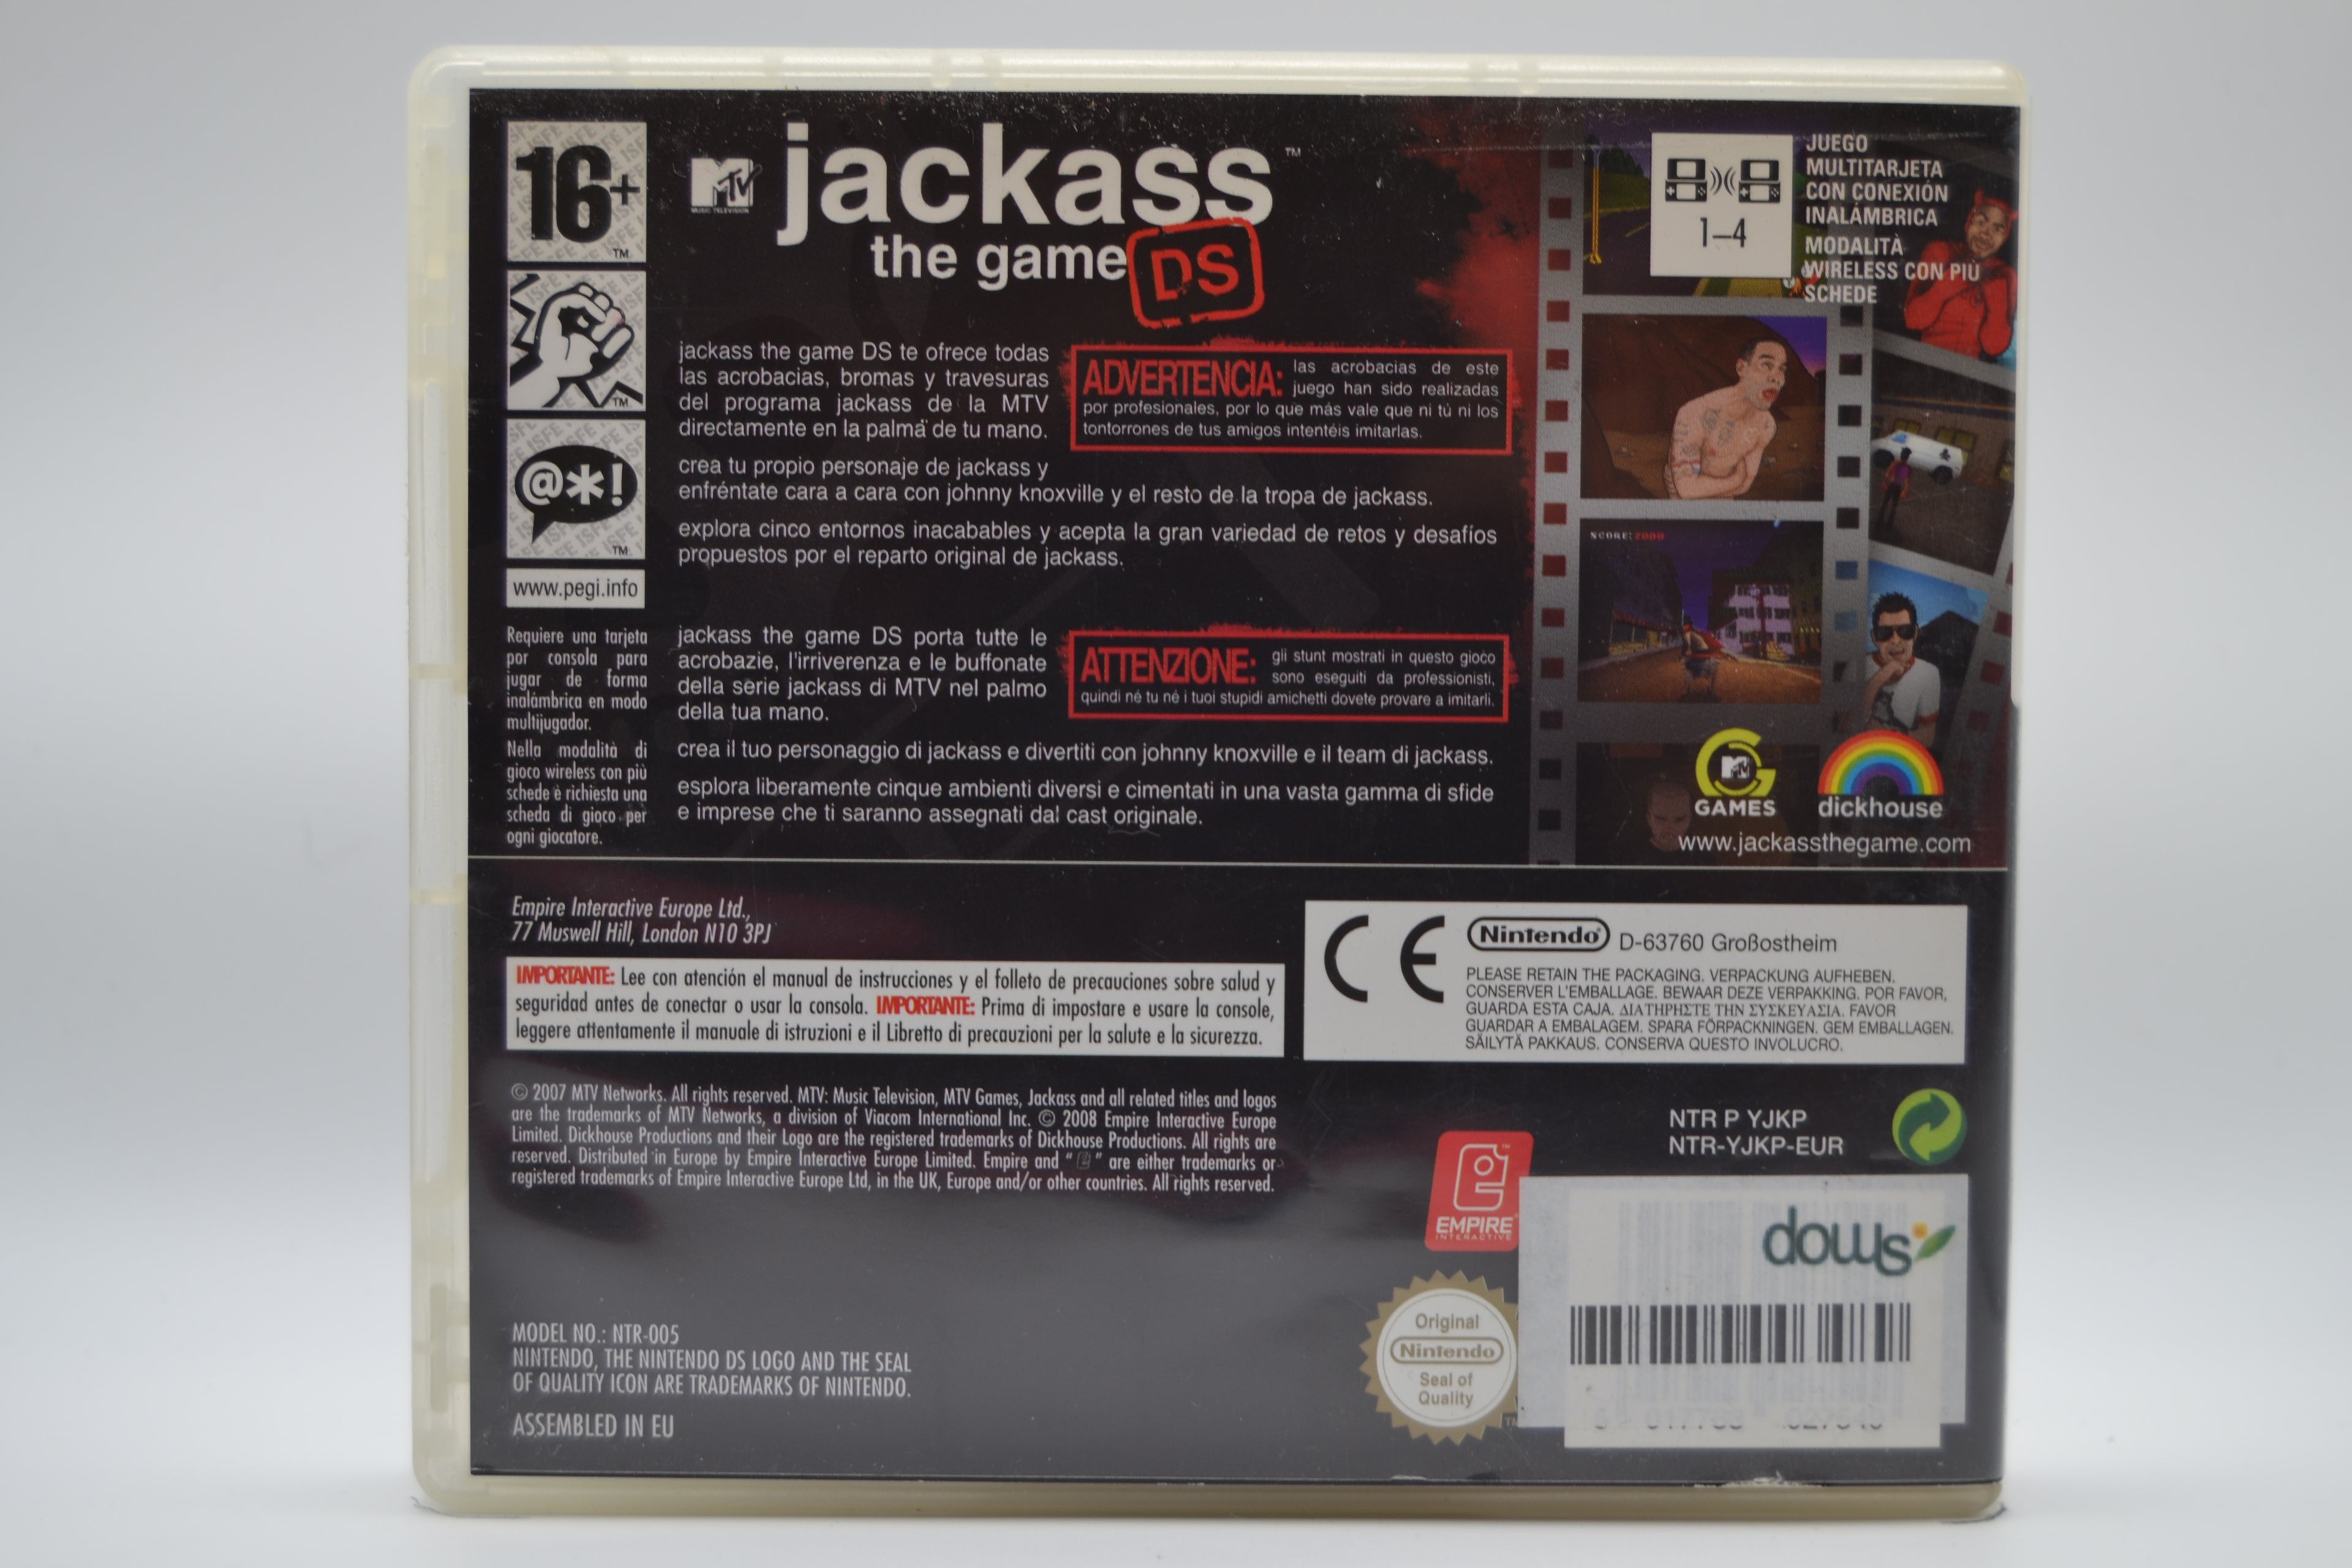 16+
TM
TM
@*!
TM
www.pegi.info
Requiere una tarjeta
por consola para
jugar de forma
inalámbrica en modo
multijugador.
Nella modalità di
gioco wireless con più
schede è richiesta una
scheda di gioco per
ogni giocatore.
MTV
MUSIC TELEVISION
jackass™
the game DS
jackass the game DS te ofrece todas
las acrobacias, bromas y travesuras
del programa jackass de la MTV
directamente en la palma de tu mano.
ADVERTENCIA: las acrobacias de este
juego han sido realizadas
por profesionales, por lo que más vale que ni tú ni los
tontorrones de tus amigos intentéis imitarlas.
crea tu propio personaje de jackass y
enfréntate cara a cara con johnny knoxville y el resto de la tropa de jackass.
explora cinco entornos inacabables y acepta la gran variedad de retos y desafíos
propuestos por el reparto original de jackass.
jackass the game DS porta tutte le
acrobazie, l'irriverenza e le buffonate
della serie jackass di MTV nel palmo
della tua mano.
ATTENZIONE: gli stunt mostrati in questo gioco
sono eseguiti da professionisti,
quindi né tu né i tuoi stupidi amichetti dovete provare a imitarli.
crea il tuo personaggio di jackass e divertiti con johnny knoxville e il team di jackass.
esplora liberamente cinque ambienti diversi e cimentati in una vasta gamma di sfide
e imprese che ti saranno assegnati dal cast originale.
1–4
JUEGO
MULTITARJETA
CON CONEXIÓN
INALÁMBRICA
MODALITÀ
WIRELESS CON PIÙ
SCHEDE
SCORE: 2000
MTV
GAMES
dickhouse
www.jackassthegame.com
Empire Interactive Europe Ltd.,
77 Muswell Hill, London N10 3PJ
IMPORTANTE: Lee con atención el manual de instrucciones y el folleto de precauciones sobre salud y
seguridad antes de conectar o usar la consola. IMPORTANTE: Prima di impostare e usare la console,
leggere attentamente il manuale di istruzioni e il Libretto di precauzioni per la salute e la sicurezza.
CE
Nintendo® D-63760 Großostheim
PLEASE RETAIN THE PACKAGING. VERPACKUNG AUFHEBEN.
CONSERVER L'EMBALLAGE. BEWAAR DEZE VERPAKKING. POR FAVOR,
GUARDA ESTA CAJA. ΔΙΑΤΗΡΗΣΤΕ ΤΗΝ ΣΥΣΚΕΥΑΣΙΑ. FAVOR
GUARDAR A EMBALAGEM. SPARA FÖRPACKNINGEN. GEM EMBALLAGEN.
SÄILYTÄ PAKKAUS. CONSERVA QUESTO INVOLUCRO.
© 2007 MTV Networks. All rights reserved. MTV: Music Television, MTV Games, Jackass and all related titles and logos
are the trademarks of MTV Networks, a division of Viacom International Inc. © 2008 Empire Interactive Europe
Limited. Dickhouse Productions and their Logo are the registered trademarks of Dickhouse Productions. All rights are
reserved. Distributed in Europe by Empire Interactive Europe Limited. Empire and " " are either trademarks or
registered trademarks of Empire Interactive Europe Ltd, in the UK, Europe and/or other countries. All rights reserved.
NTR P YJKP
NTR-YJKP-EUR
EMPIRE
INTERACTIVE
Original
Nintendo
Seal of
Quality
TM
MODEL NO.: NTR-005
NINTENDO, THE NINTENDO DS LOGO AND THE SEAL
OF QUALITY ICON ARE TRADEMARKS OF NINTENDO.
ASSEMBLED IN EU